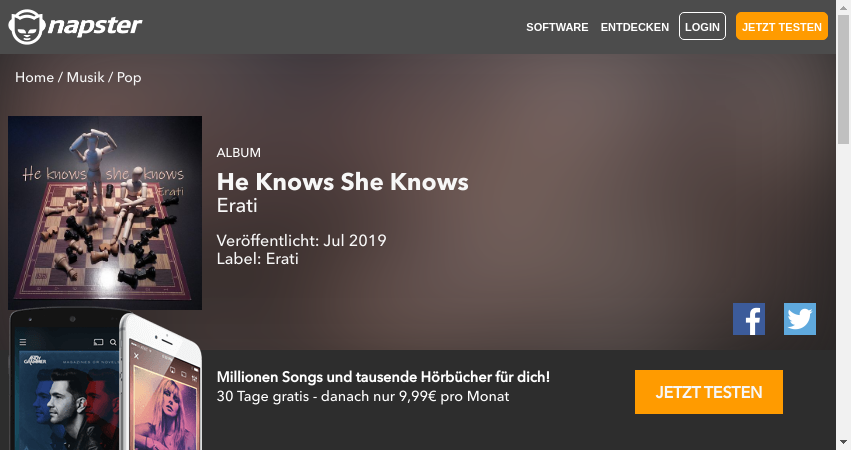 napster
SOFTWARE ENTDECKEN LOGIN JETZT TESTEN
Home / Musik / Pop
He knows she knows
Erati
ALBUM
He Knows She Knows
Erati
Veröffentlicht: Jul 2019
Label: Erati
ANDY GRAMMER
Millionen Songs und tausende Hörbücher für dich!
30 Tage gratis - danach nur 9,99€ pro Monat
JETZT TESTEN